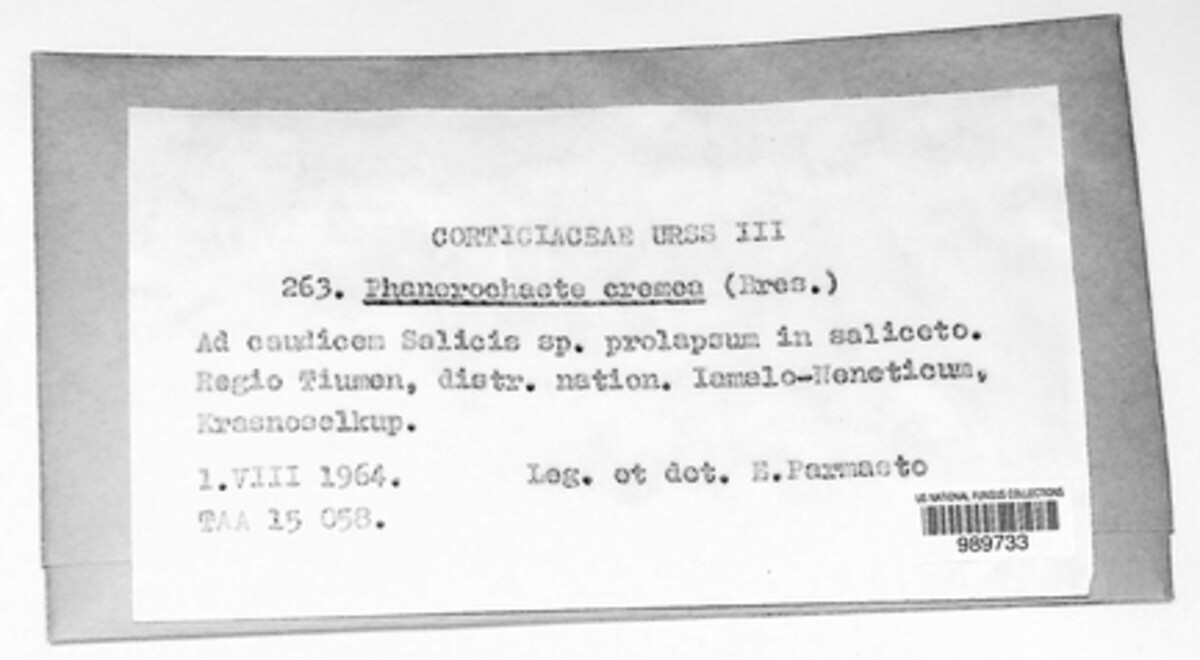 CORTICIACEAE URSS III
263. Phanerochaete cremea (Bres.)
Ad caudicem Salicis sp. prolapsum in saliceto.
Regio Tiumen, distr. nation. Iamalo-Neneticum,
Krasnoselkup.
1.VIII 1964. Leg. et det. E.Parmasto
TAA 15 058.
US NATIONAL FUNGUS COLLECTIONS
989733